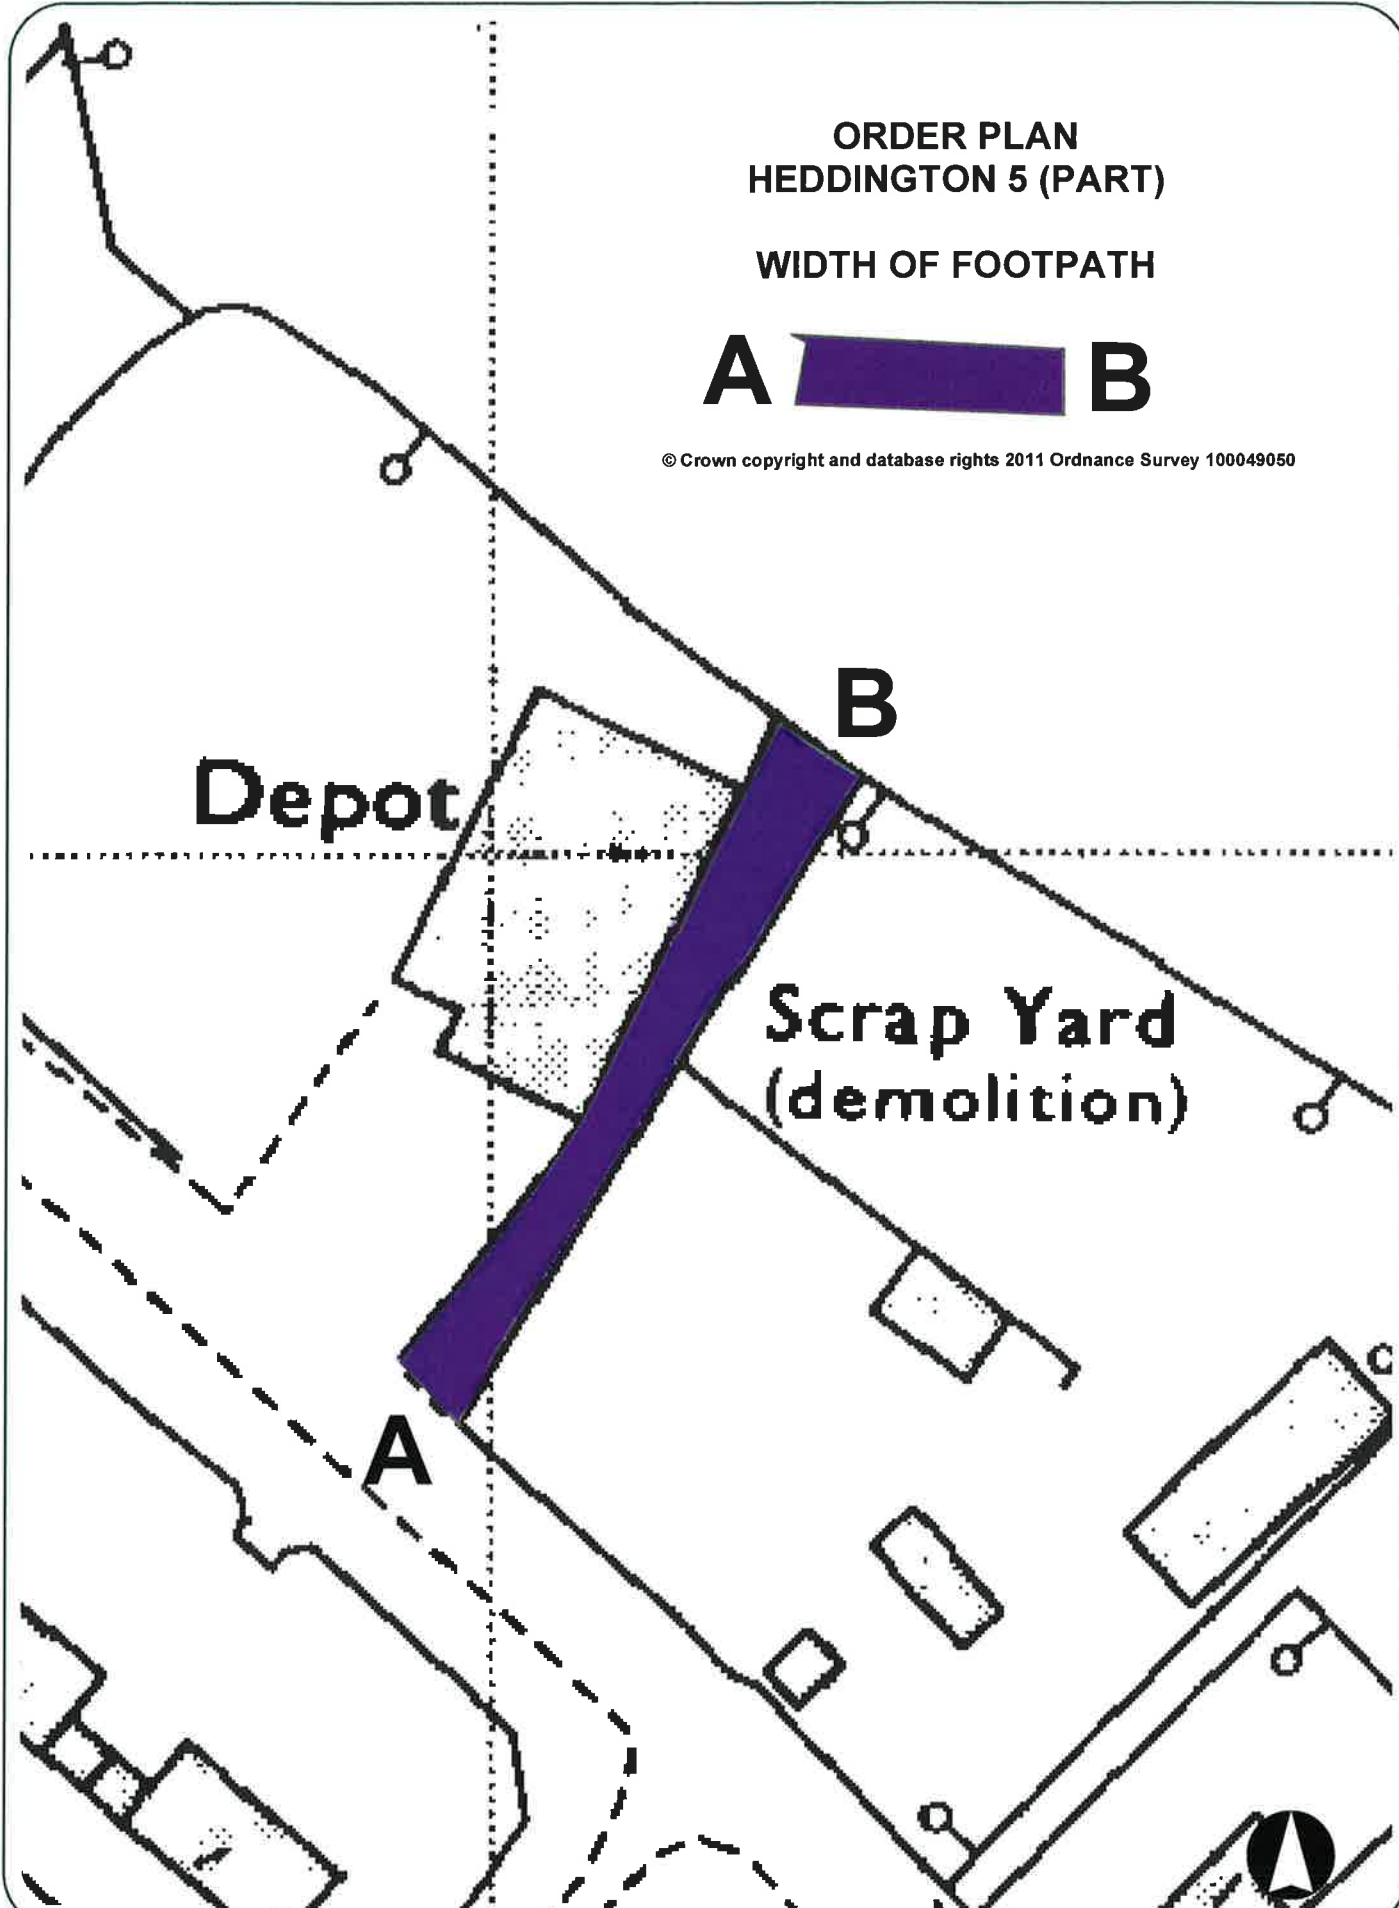 ORDER PLAN
HEDDINGTON 5 (PART)
WIDTH OF FOOTPATH
A B
© Crown copyright and database rights 2011 Ordnance Survey 100049050
B
Depot
Scrap Yard
(demolition)
A